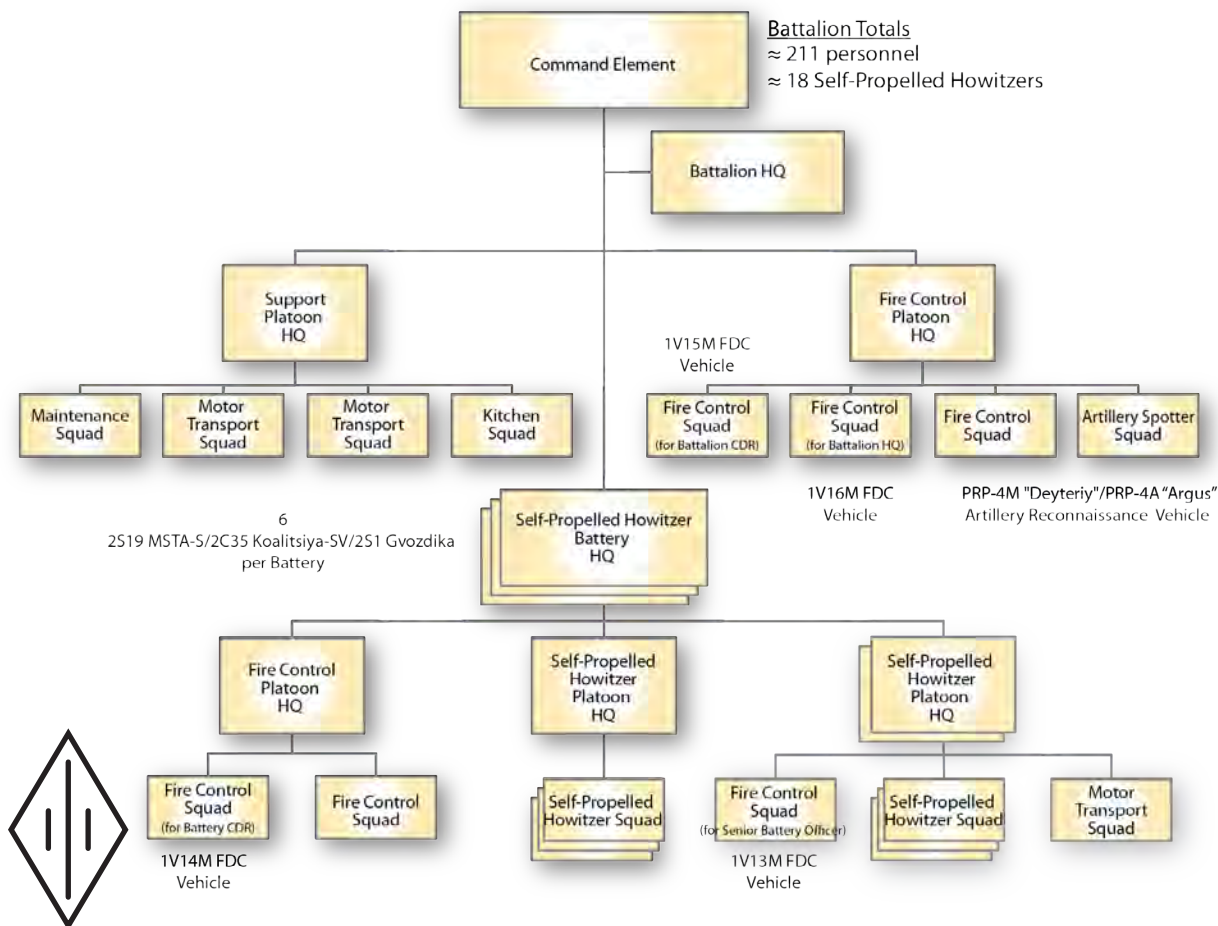 Command Element
Battalion Totals
≈ 211 personnel
≈ 18 Self-Propelled Howitzers
Battalion HQ
Support
Platoon
HQ
Fire Control
Platoon
HQ
1V15M FDC
Vehicle
Maintenance
Squad
Motor
Transport
Squad
Motor
Transport
Squad
Kitchen
Squad
Fire Control
Squad
(for Battalion CDR)
Fire Control
Squad
(for Battalion HQ)
Fire Control
Squad
Artillery Spotter
Squad
1V16M FDC
Vehicle
PRP-4M "Deyteriy"/PRP-4A “Argus”
Artillery Reconnaissance Vehicle
6
2S19 MSTA-S/2C35 Koalitsiya-SV/2S1 Gvozdika
per Battery
Self-Propelled Howitzer
Battery
HQ
Fire Control
Platoon
HQ
Self-Propelled
Howitzer
Platoon
HQ
Self-Propelled
Howitzer
Platoon
HQ
Fire Control
Squad
(for Battery CDR)
Fire Control
Squad
Self-Propelled
Howitzer Squad
Fire Control
Squad
(for Senior Battery Officer)
Self-Propelled
Howitzer Squad
Motor
Transport
Squad
1V14M FDC
Vehicle
1V13M FDC
Vehicle